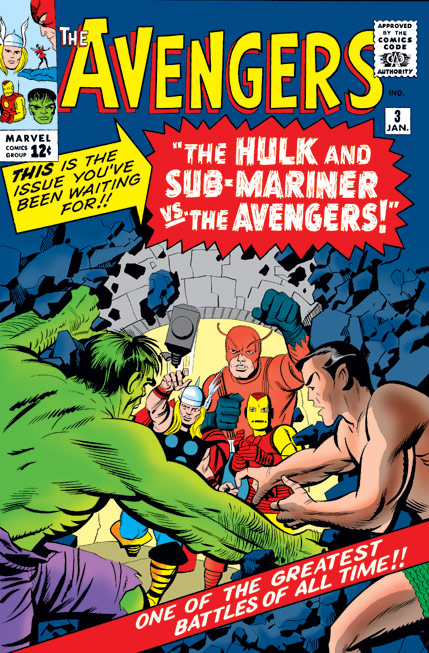 THE
AVENGERS
APPROVED
BY THE
COMICS
CODE
AUTHORITY
IND.
3
JAN.
MARVEL
COMICS
GROUP
12¢
THIS IS THE
ISSUE YOU'VE
BEEN WAITING
FOR!!
"THE HULK AND
SUB-MARINER
VS. THE AVENGERS!"
ONE OF THE GREATEST
BATTLES OF ALL TIME!!